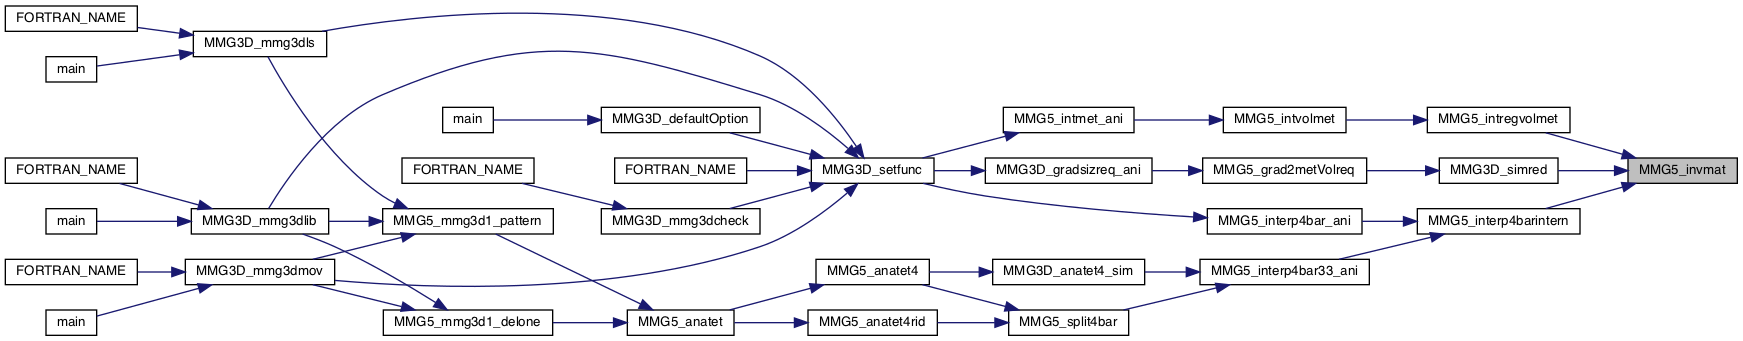 FORTRAN_NAME
MMG3D_mmg3dls
main
main
MMG3D_defaultOption
MMG5_intmet_ani
MMG5_intvolmet
MMG5_intregvolmet
FORTRAN_NAME
FORTRAN_NAME
FORTRAN_NAME
MMG3D_setfunc
MMG3D_gradsizreq_ani
MMG5_grad2metVolreq
MMG3D_simred
MMG5_invmat
main
MMG3D_mmg3dlib
MMG5_mmg3d1_pattern
MMG3D_mmg3dcheck
MMG5_interp4bar_ani
MMG5_interp4barintern
FORTRAN_NAME
MMG3D_mmg3dmov
MMG5_anatet4
MMG3D_anatet4_sim
MMG5_interp4bar33_ani
main
MMG5_mmg3d1_delone
MMG5_anatet
MMG5_anatet4rid
MMG5_split4bar